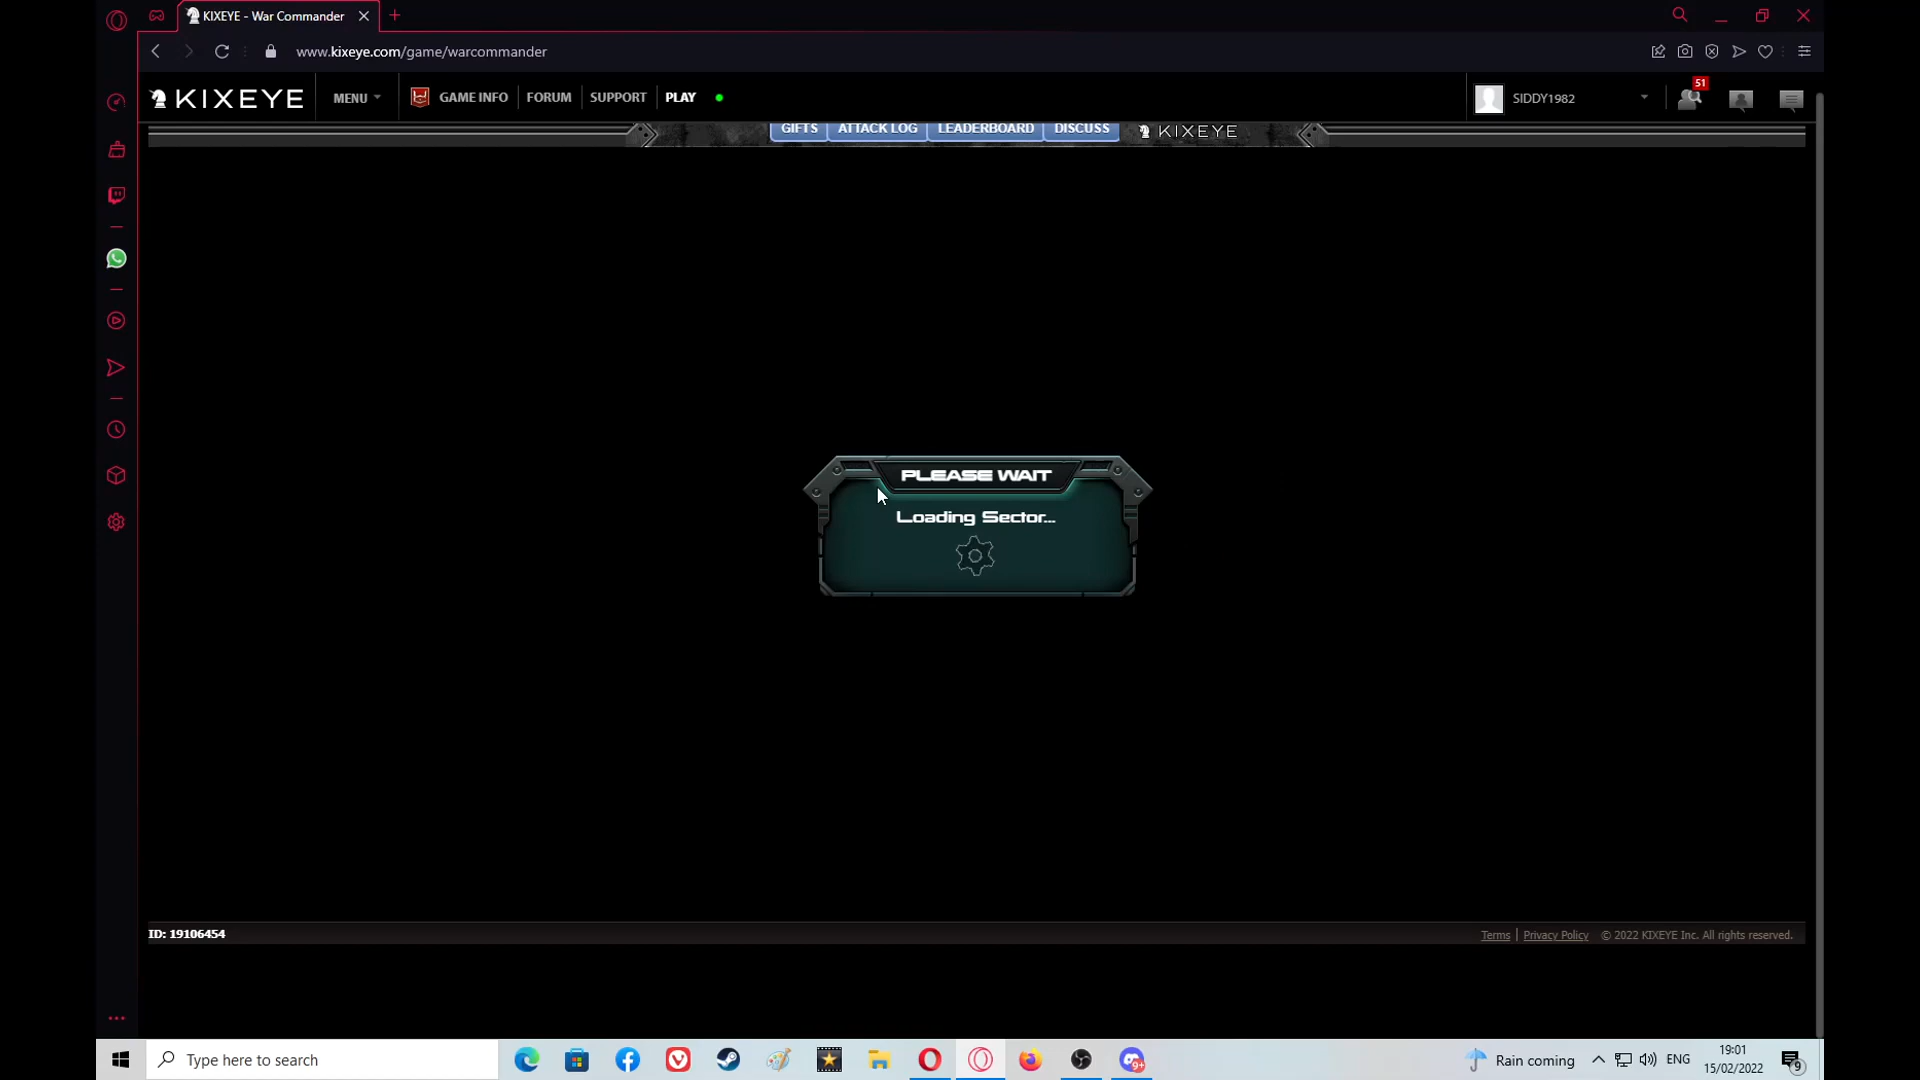 KIXEYE - War Commander
www.kixeye.com/game/warcommander
KIXEYE MENU GAME INFO FORUM SUPPORT PLAY SIDDY1982 51
GIFTS ATTACK LOG LEADERBOARD DISCUSS KIXEYE
PLEASE WAIT
Loading Sector...
ID: 19106454
Terms | Privacy Policy © 2022 KIXEYE Inc. All rights reserved.
Type here to search
9+
Rain coming
ENG
19:01
15/02/2022
9